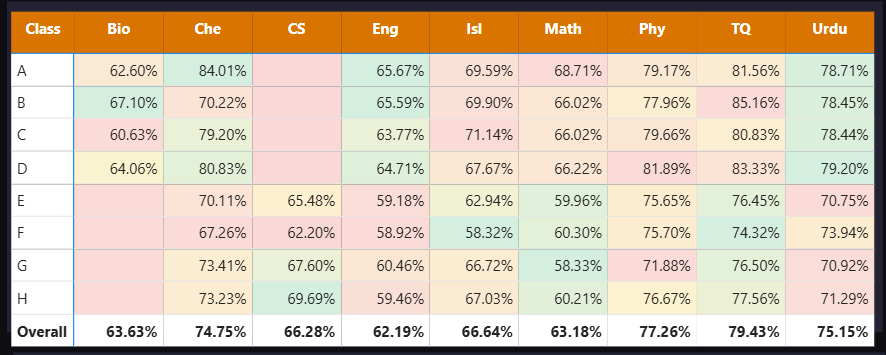 Class Bio Che CS Eng Isl Math Phy TQ Urdu
A 62.60% 84.01% 65.67% 69.59% 68.71% 79.17% 81.56% 78.71%
B 67.10% 70.22% 65.59% 69.90% 66.02% 77.96% 85.16% 78.45%
C 60.63% 79.20% 63.77% 71.14% 66.02% 79.66% 80.83% 78.44%
D 64.06% 80.83% 64.71% 67.67% 66.22% 81.89% 83.33% 79.20%
E 70.11% 65.48% 59.18% 62.94% 59.96% 75.65% 76.45% 70.75%
F 67.26% 62.20% 58.92% 58.32% 60.30% 75.70% 74.32% 73.94%
G 73.41% 67.60% 60.46% 66.72% 58.33% 71.88% 76.50% 70.92%
H 73.23% 69.69% 59.46% 67.03% 60.21% 76.67% 77.56% 71.29%
Overall 63.63% 74.75% 66.28% 62.19% 66.64% 63.18% 77.26% 79.43% 75.15%